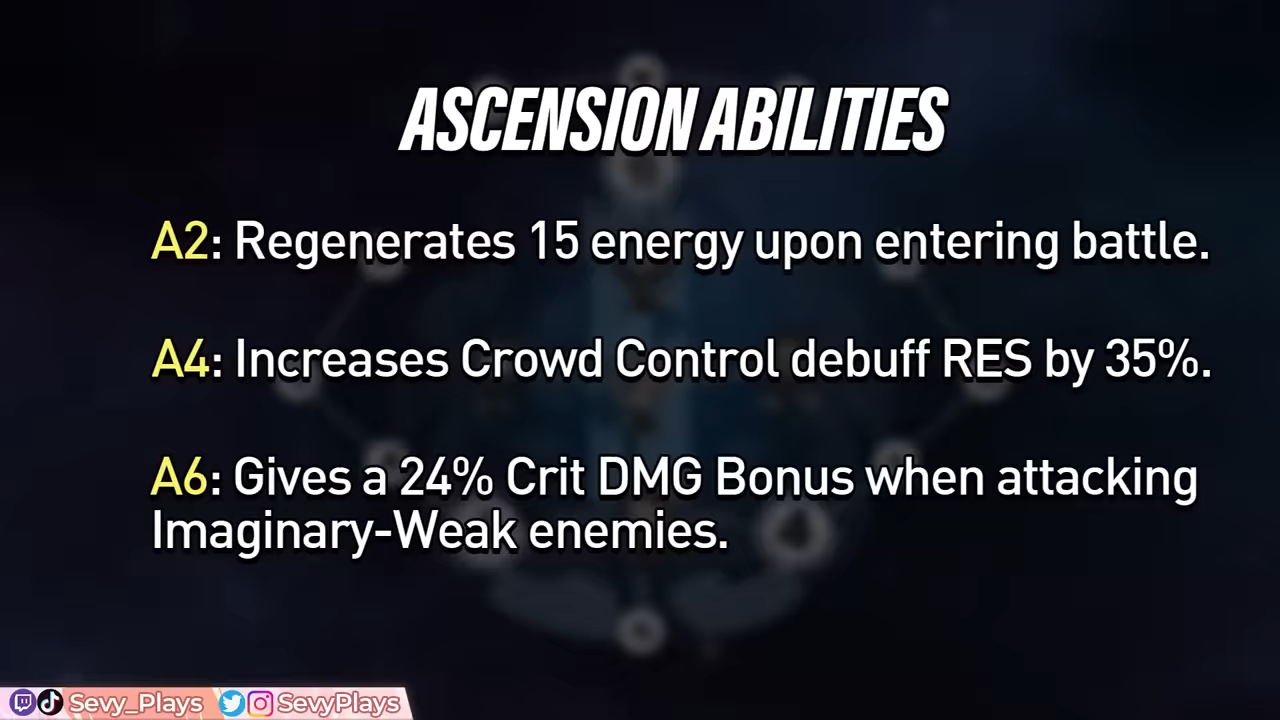 ASCENSION ABILITIES
A2: Regenerates 15 energy upon entering battle.
A4: Increases Crowd Control debuff RES by 35%.
A6: Gives a 24% Crit DMG Bonus when attacking
Imaginary-Weak enemies.
Sevy_Plays SevyPlays